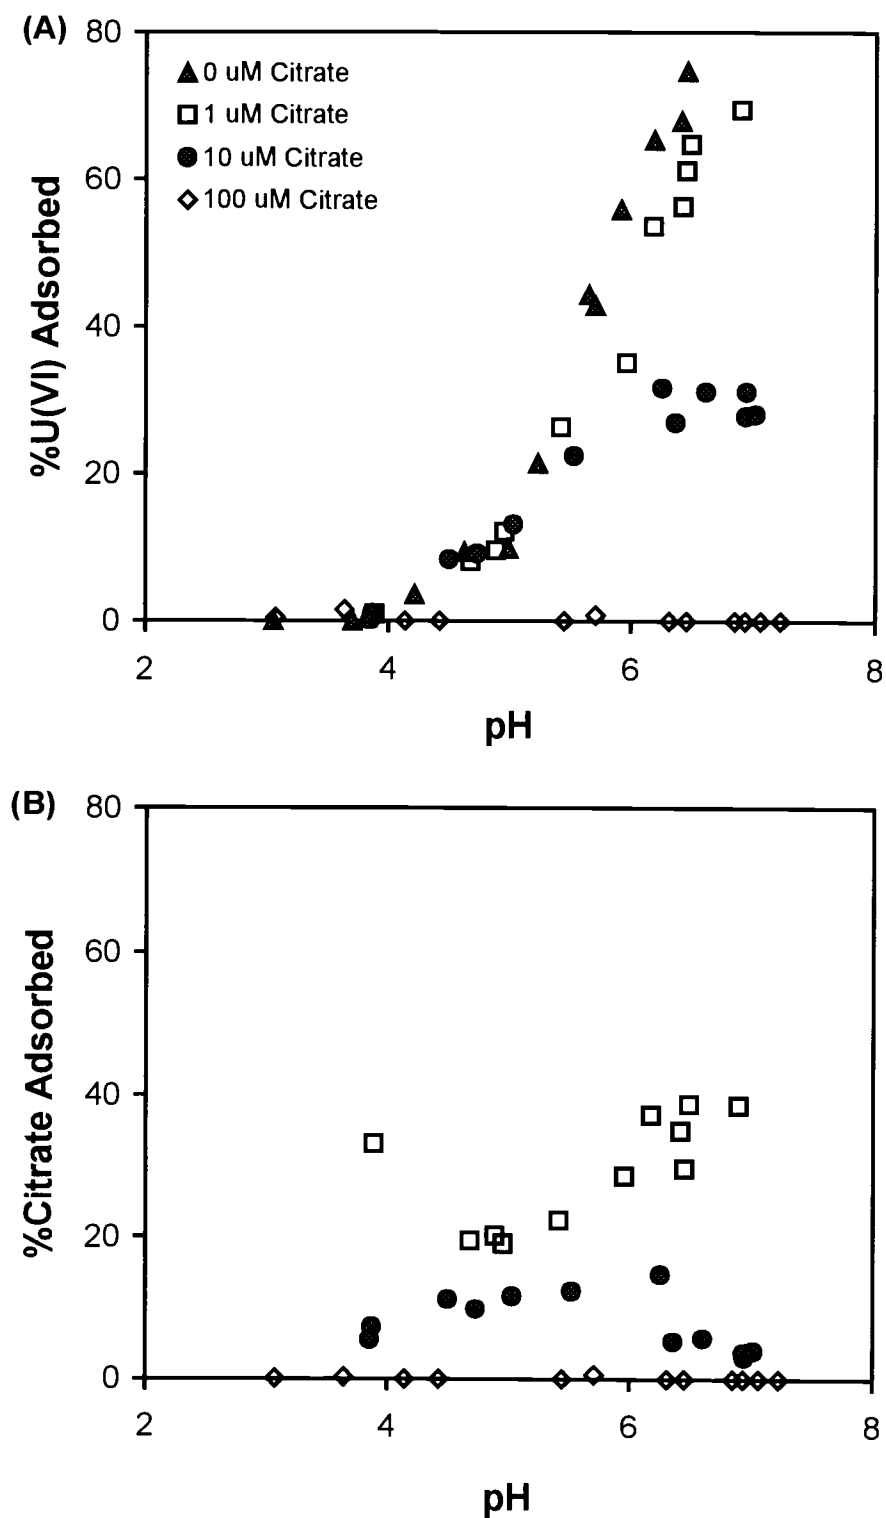 (A)
80
▲ 0 uM Citrate
□ 1 uM Citrate
● 10 uM Citrate
◇ 100 uM Citrate
60
40
20
0
%U(VI) Adsorbed
2 4 6 8
pH
(B)
80
60
40
20
0
%Citrate Adsorbed
2 4 6 8
pH